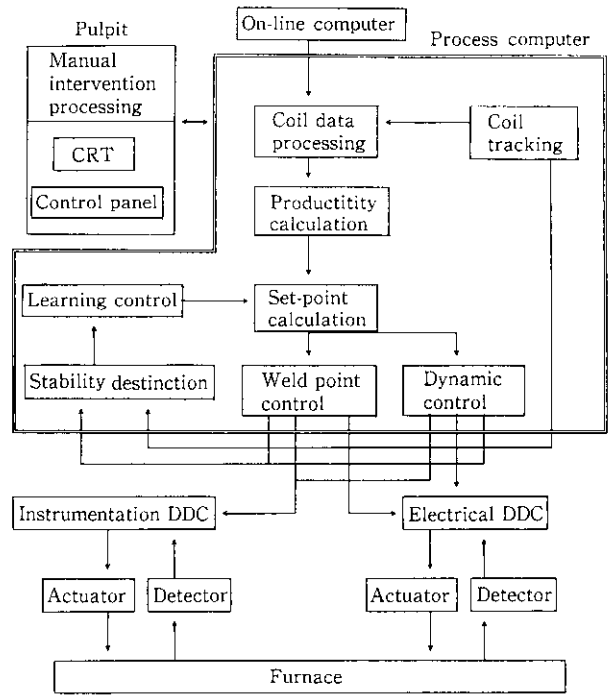 On-line computer
Pulpit
Process computer
Manual
intervention
processing
CRT
Control panel
Coil data
processing
Coil
tracking
Productitity
calculation
Learning control
Set-point
calculation
Stability destinction
Weld point
control
Dynamic
control
Instrumentation DDC
Electrical DDC
Actuator
Detector
Actuator
Detector
Furnace